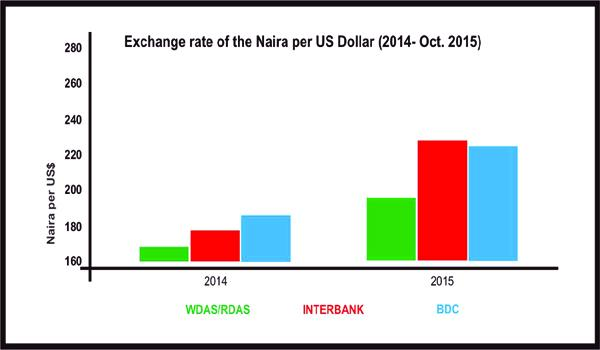 Exchange rate of the Naira per US Dollar (2014- Oct. 2015)
Naira per US$
280
260
240
220
200
180
160
2014 2015
WDAS/RDAS INTERBANK BDC